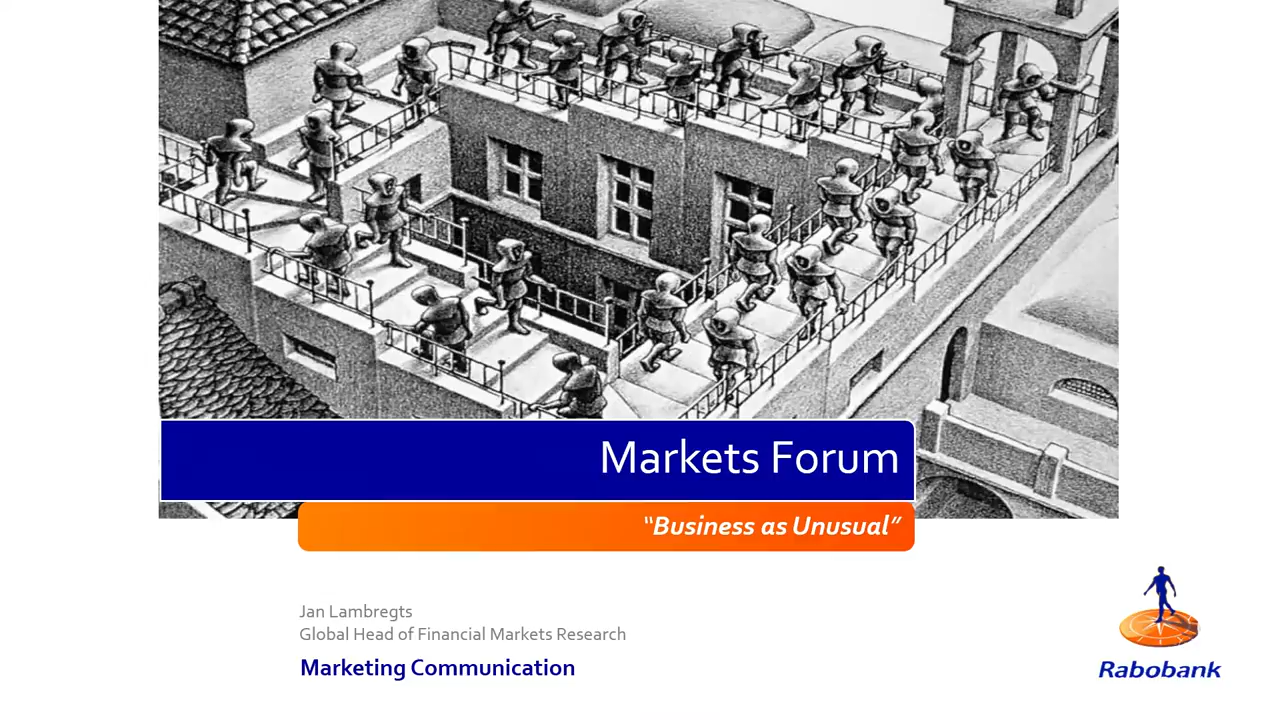 Markets Forum
“Business as Unusual”
Jan Lambregts
Global Head of Financial Markets Research
Marketing Communication
Rabobank